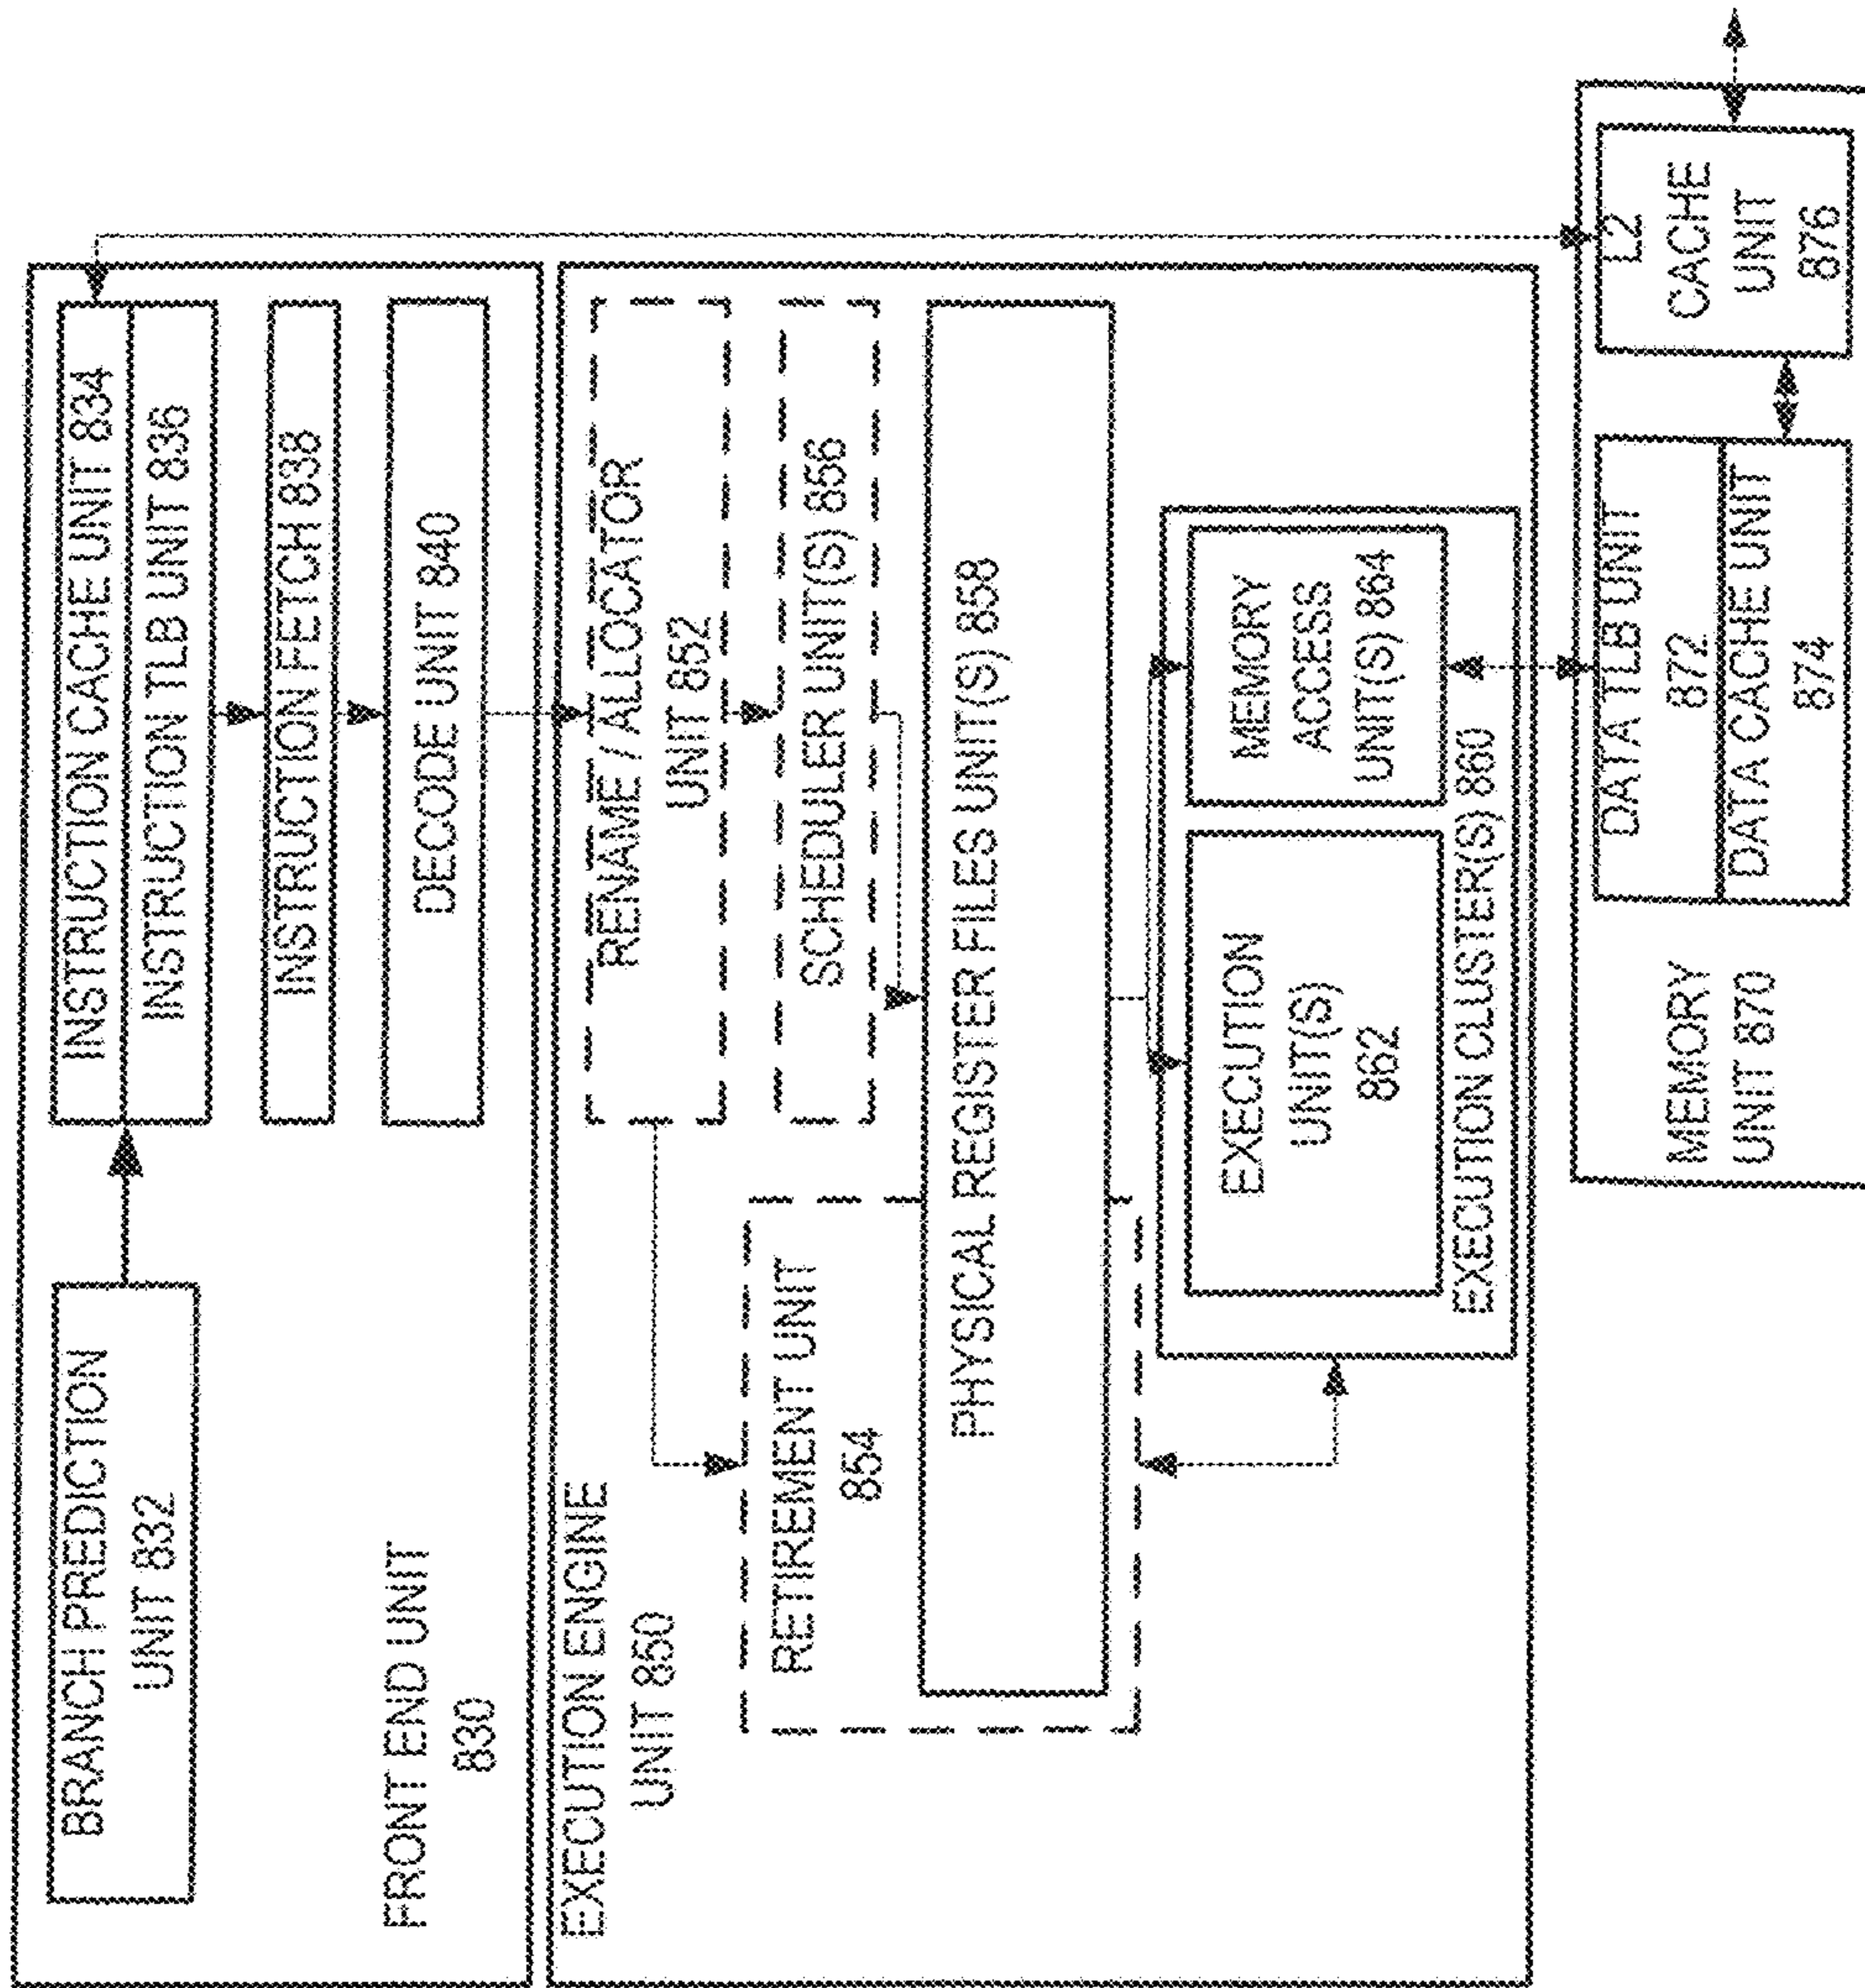 BRANCH PREDICTION
UNIT 832
INSTRUCTION CACHE UNIT 834
INSTRUCTION TLB UNIT 836
INSTRUCTION FETCH 838
FRONT END UNIT
830
DECODE UNIT 840
EXECUTION ENGINE
UNIT 850
RENAME / ALLOCATOR
UNIT 852
RETIREMENT UNIT
854
SCHEDULER UNIT(S) 856
PHYSICAL REGISTER FILES UNIT(S) 858
EXECUTION
UNIT(S)
862
MEMORY
ACCESS
UNIT(S) 864
EXECUTION CLUSTER(S) 860
MEMORY
UNIT 870
DATA TLB UNIT
872
DATA CACHE UNIT
874
L2
CACHE
UNIT
876